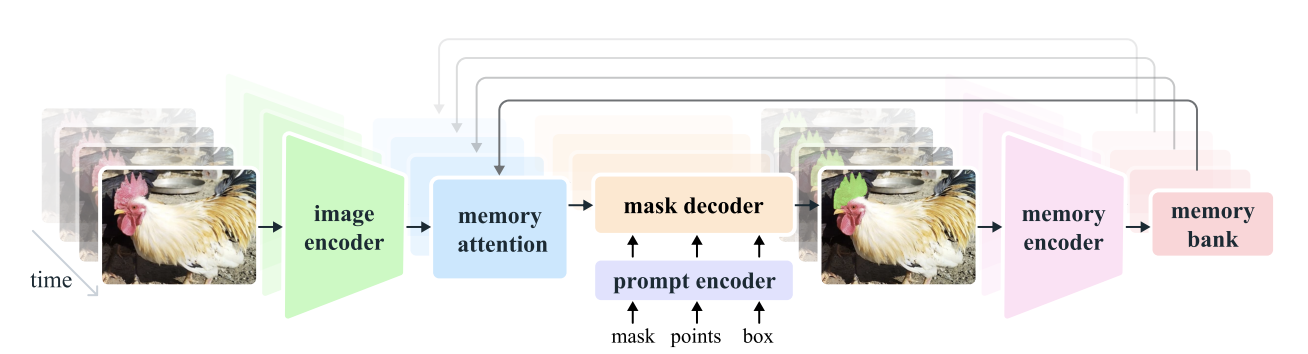 time
image
encoder
memory
attention
mask decoder
prompt encoder
mask
points
box
memory
encoder
memory
bank